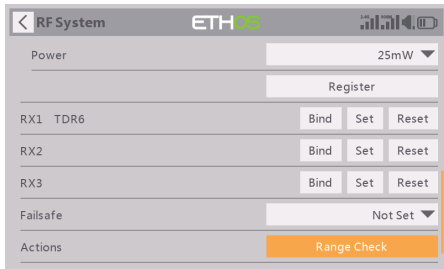 RF System ETHOS
Power 25mW
Register
RX1 TDR6 Bind Set Reset
RX2 Bind Set Reset
RX3 Bind Set Reset
Failsafe Not Set
Actions Range Check